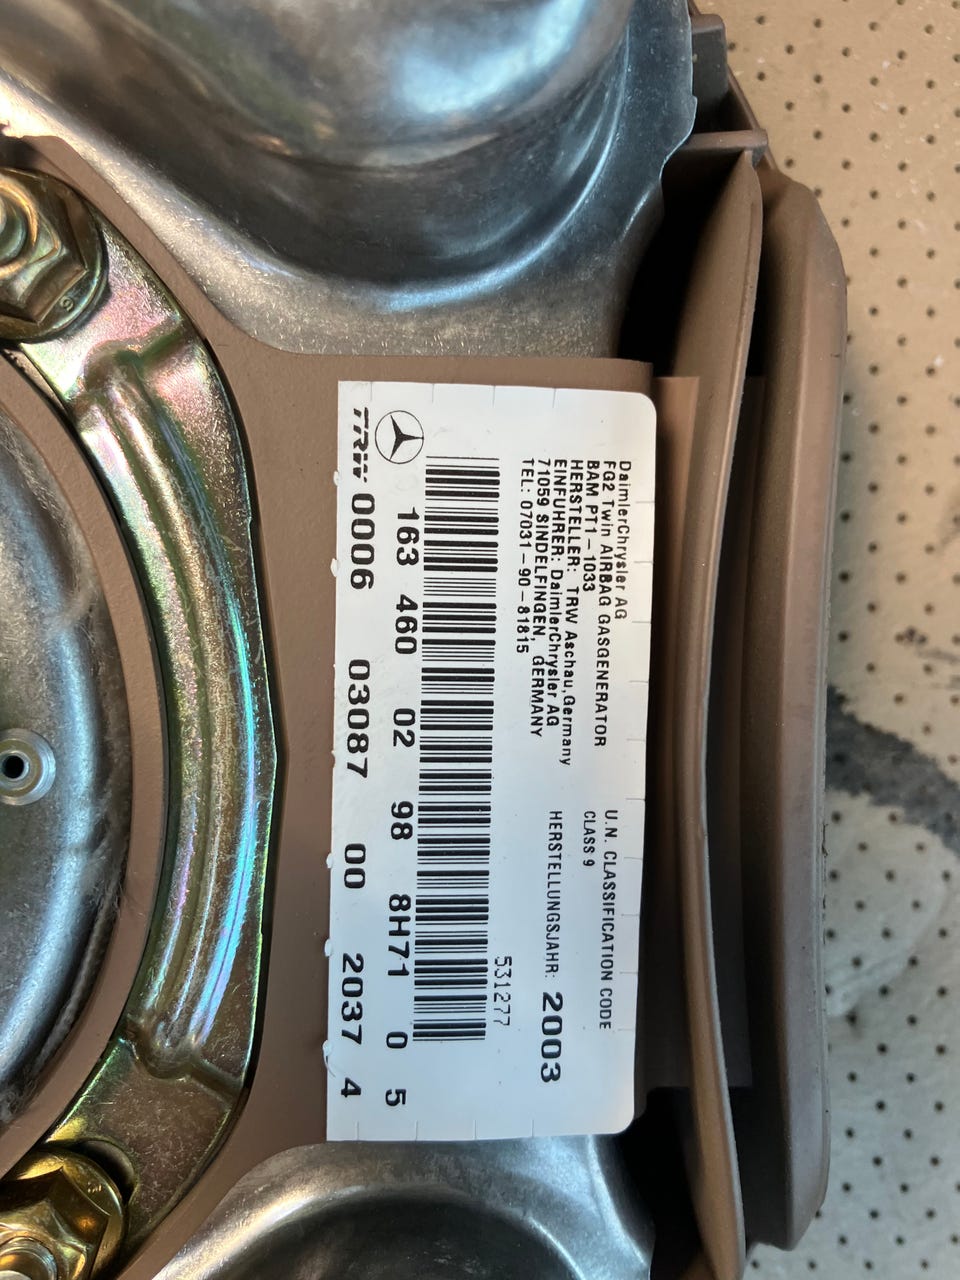 DaimlerChrysler AG
FG2 Twin AIRBAG GASGENERATOR
BAM PT1-1033
HERSTELLER: TRW Aschau,Germany
EINFUHRER: DaimlerChrysler AG
71059 SINDELFINGEN, GERMANY
TEL: 07031-90-81815
U.N. CLASSIFICATION CODE
CLASS 9
HERSTELLUNGSJAHR: 2003
531277
163 460 02 98 8H71 0 5
TRW 0006 03087 00 2037 4